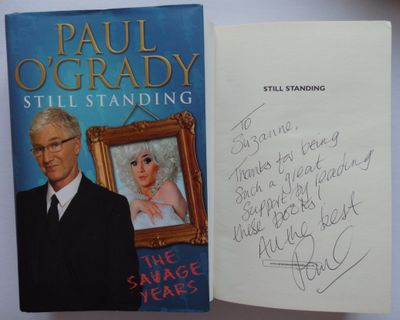 PAUL
O'GRADY
STILL STANDING
THE
SAVAGE
YEARS
STILL STANDING
To
Suzanne,
Thanks for being
Such a great
Support by reading
these books!
All the best
Paul